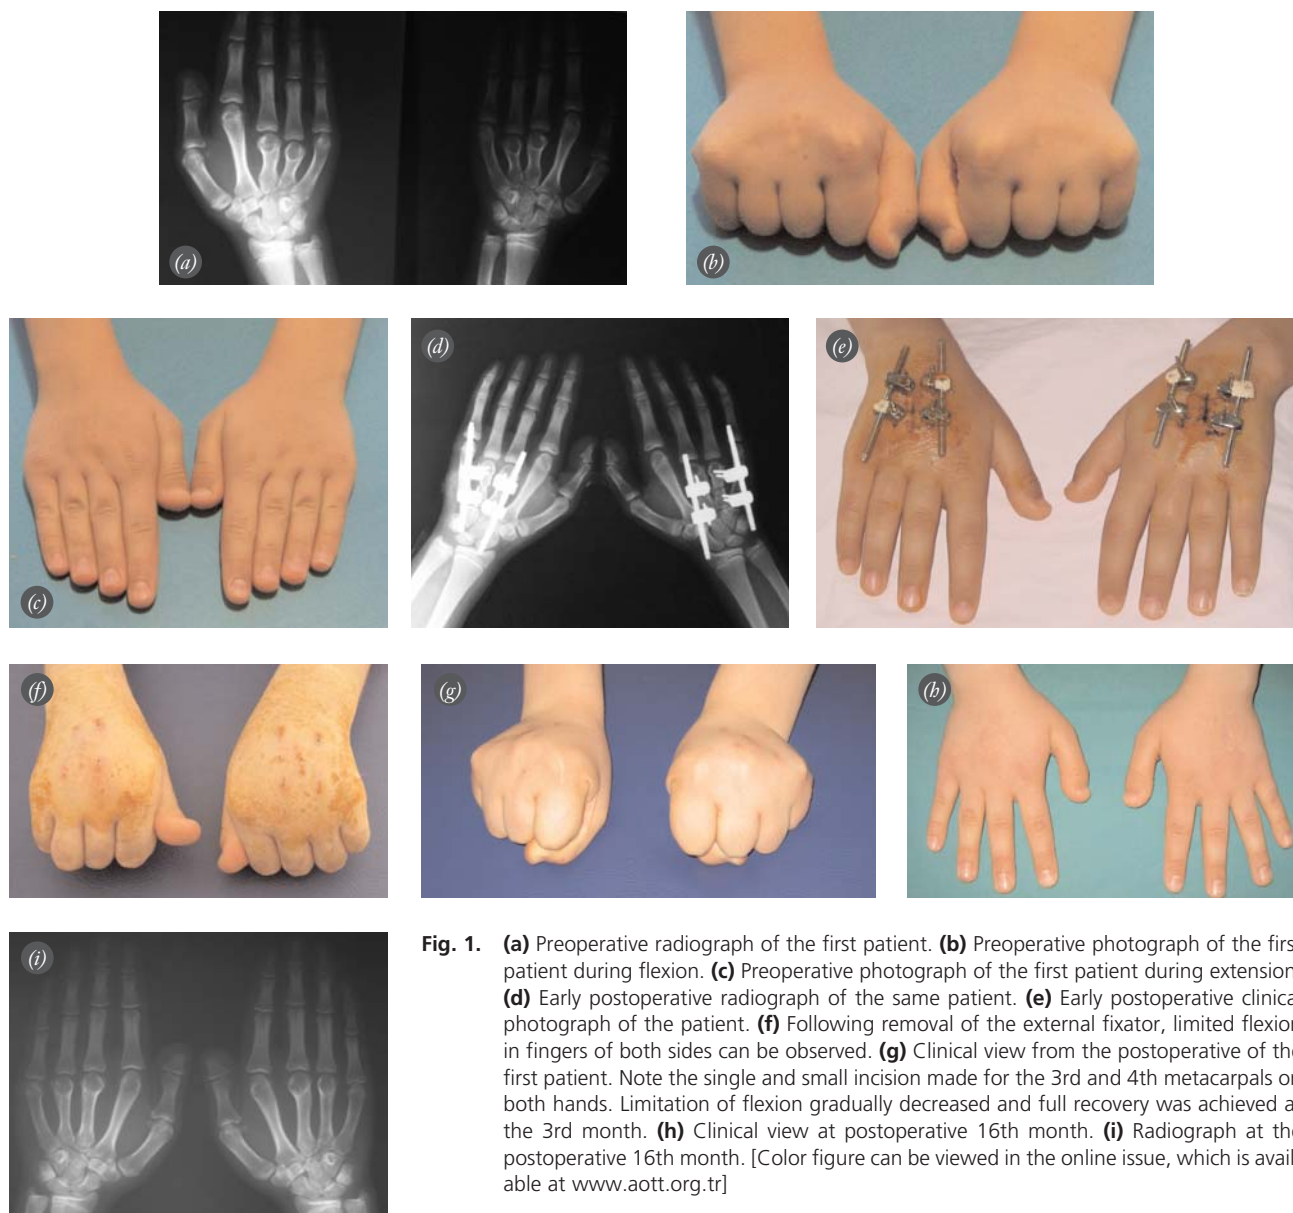 (a)
(b)
(c)
(d)
(e)
(f)
(g)
(h)
(i)
Fig. 1. (a) Preoperative radiograph of the first patient. (b) Preoperative photograph of the firs
patient during flexion. (c) Preoperative photograph of the first patient during extension
(d) Early postoperative radiograph of the same patient. (e) Early postoperative clinica
photograph of the patient. (f) Following removal of the external fixator, limited flexion
in fingers of both sides can be observed. (g) Clinical view from the postoperative of the
first patient. Note the single and small incision made for the 3rd and 4th metacarpals on
both hands. Limitation of flexion gradually decreased and full recovery was achieved a
the 3rd month. (h) Clinical view at postoperative 16th month. (i) Radiograph at the
postoperative 16th month. [Color figure can be viewed in the online issue, which is avail
able at www.aott.org.tr]